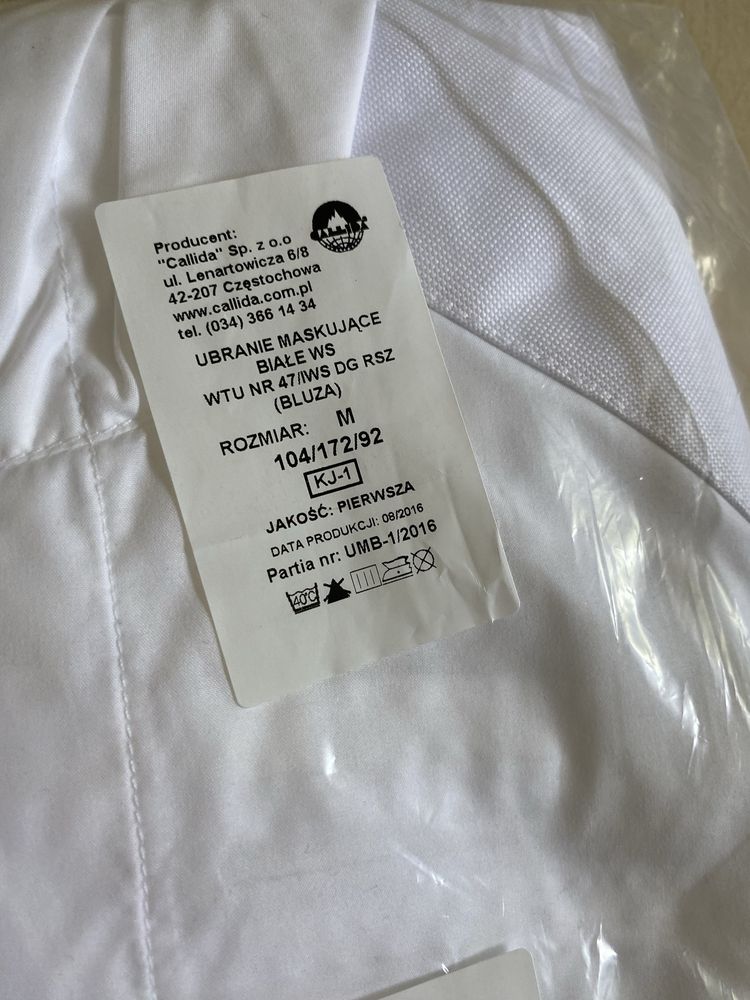 Producent:
"Callida" Sp. z o.o
ul. Lenartowicza 6/8
42-207 Częstochowa
www.callida.com.pl
tel. (034) 366 14 34
CALLIDA
UBRANIE MASKUJĄCE
BIAŁE WS
WTU NR 47/IWS DG RSZ
(BLUZA)
ROZMIAR: M
104/172/92
KJ-1
JAKOŚĆ: PIERWSZA
DATA PRODUKCJI: 08/2016
Partia nr: UMB-1/2016
40°C